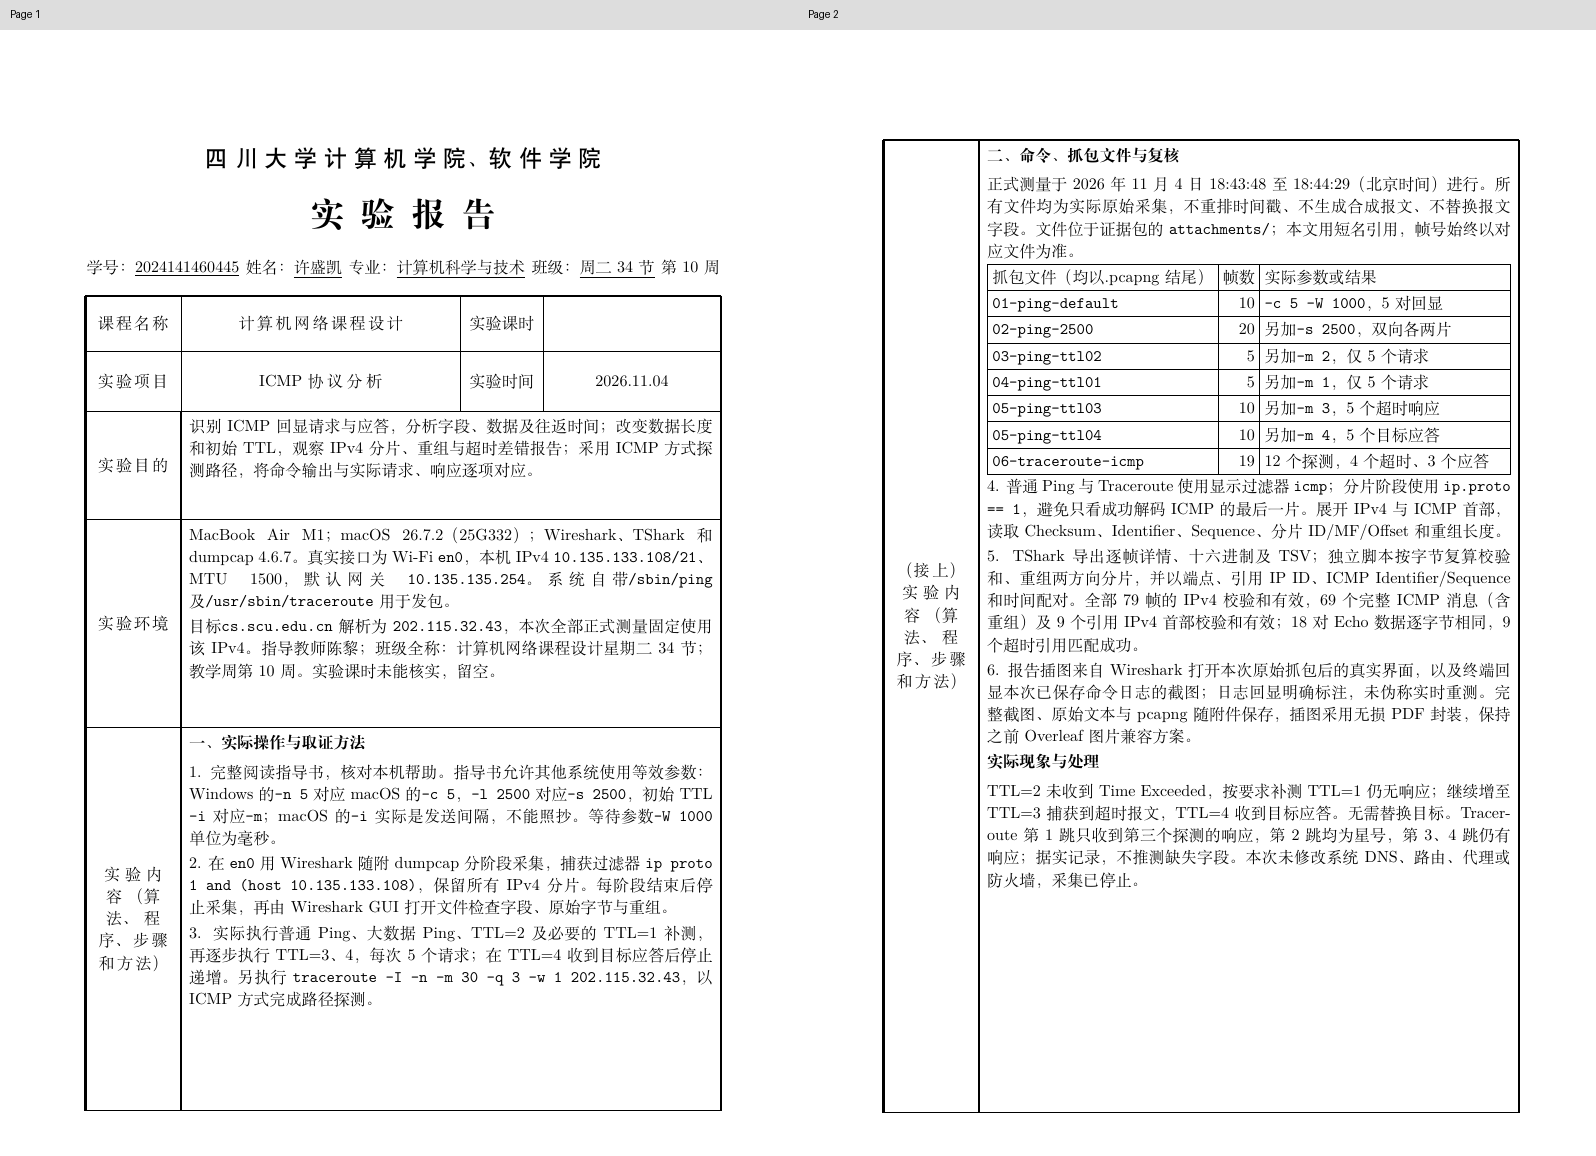 Page 1
四川大学计算机学院、软件学院
实验报告
学号：2024141460445 姓名：许盛凯 专业：计算机科学与技术 班级：周二 34 节 第 10 周
课程名称 计算机网络课程设计 实验课时
实验项目 ICMP 协议分析 实验时间 2026.11.04
实验目的
识别 ICMP 回显请求与应答，分析字段、数据及往返时间；改变数据长度
和初始 TTL，观察 IPv4 分片、重组与超时差错报告；采用 ICMP 方式探
测路径，将命令输出与实际请求、响应逐项对应。
实验环境
MacBook Air M1；macOS 26.7.2（25G332）；Wireshark、TShark 和
dumpcap 4.6.7。真实接口为 Wi-Fi en0，本机 IPv4 10.135.133.108/21、
MTU 1500，默认网关 10.135.135.254。系统自带/sbin/ping
及/usr/sbin/traceroute 用于发包。
目标cs.scu.edu.cn 解析为 202.115.32.43，本次全部正式测量固定使用
该 IPv4。指导教师陈黎；班级全称：计算机网络课程设计星期二 34 节；
教学周第 10 周。实验课时未能核实，留空。
实验内
容（算
法、程
序、步骤
和方法）
一、实际操作与取证方法
1. 完整阅读指导书，核对本机帮助。指导书允许其他系统使用等效参数：
Windows 的-n 5 对应 macOS 的-c 5，-l 2500 对应-s 2500，初始 TTL
-i 对应-m；macOS 的-i 实际是发送间隔，不能照抄。等待参数-W 1000
单位为毫秒。
2. 在 en0 用 Wireshark 随附 dumpcap 分阶段采集，捕获过滤器 ip proto
1 and (host 10.135.133.108)，保留所有 IPv4 分片。每阶段结束后停
止采集，再由 Wireshark GUI 打开文件检查字段、原始字节与重组。
3. 实际执行普通 Ping、大数据 Ping、TTL=2 及必要的 TTL=1 补测，
再逐步执行 TTL=3、4，每次 5 个请求；在 TTL=4 收到目标应答后停止
递增。另执行 traceroute -I -n -m 30 -q 3 -w 1 202.115.32.43，以
ICMP 方式完成路径探测。
Page 2
（接上）
实验内
容（算
法、程
序、步骤
和方法）
二、命令、抓包文件与复核
正式测量于 2026 年 11 月 4 日 18:43:48 至 18:44:29（北京时间）进行。所
有文件均为实际原始采集，不重排时间戳、不生成合成报文、不替换报文
字段。文件位于证据包的 attachments/；本文用短名引用，帧号始终以对
应文件为准。
抓包文件（均以.pcapng 结尾） 帧数 实际参数或结果
01-ping-default 10 -c 5 -W 1000，5 对回显
02-ping-2500 20 另加-s 2500，双向各两片
03-ping-ttl02 5 另加-m 2，仅 5 个请求
04-ping-ttl01 5 另加-m 1，仅 5 个请求
05-ping-ttl03 10 另加-m 3，5 个超时响应
05-ping-ttl04 10 另加-m 4，5 个目标应答
06-traceroute-icmp 19 12 个探测，4 个超时、3 个应答
4. 普通 Ping 与 Traceroute 使用显示过滤器 icmp；分片阶段使用 ip.proto
== 1，避免只看成功解码 ICMP 的最后一片。展开 IPv4 与 ICMP 首部，
读取 Checksum、Identifier、Sequence、分片 ID/MF/Offset 和重组长度。
5. TShark 导出逐帧详情、十六进制及 TSV；独立脚本按字节复算校验
和、重组两方向分片，并以端点、引用 IP ID、ICMP Identifier/Sequence
和时间配对。全部 79 帧的 IPv4 校验和有效，69 个完整 ICMP 消息（含
重组）及 9 个引用 IPv4 首部校验和有效；18 对 Echo 数据逐字节相同，9
个超时引用匹配成功。
6. 报告插图来自 Wireshark 打开本次原始抓包后的真实界面，以及终端回
显本次已保存命令日志的截图；日志回显明确标注，未伪称实时重测。完
整截图、原始文本与 pcapng 随附件保存，插图采用无损 PDF 封装，保持
之前 Overleaf 图片兼容方案。
实际现象与处理
TTL=2 未收到 Time Exceeded，按要求补测 TTL=1 仍无响应；继续增至
TTL=3 捕获到超时报文，TTL=4 收到目标应答。无需替换目标。Tracer-
oute 第 1 跳只收到第三个探测的响应，第 2 跳均为星号，第 3、4 跳仍有
响应；据实记录，不推测缺失字段。本次未修改系统 DNS、路由、代理或
防火墙，采集已停止。